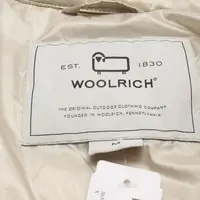 EST. 1830
WOOLRICH
THE ORIGINAL OUTDOOR CLOTHING COMPANY
FOUNDED IN WOOLRICH, PENNSYLVANIA